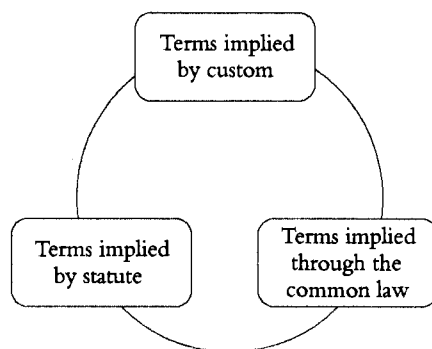 Terms implied
by custom
Terms implied
by statute
Terms implied
through the
common law